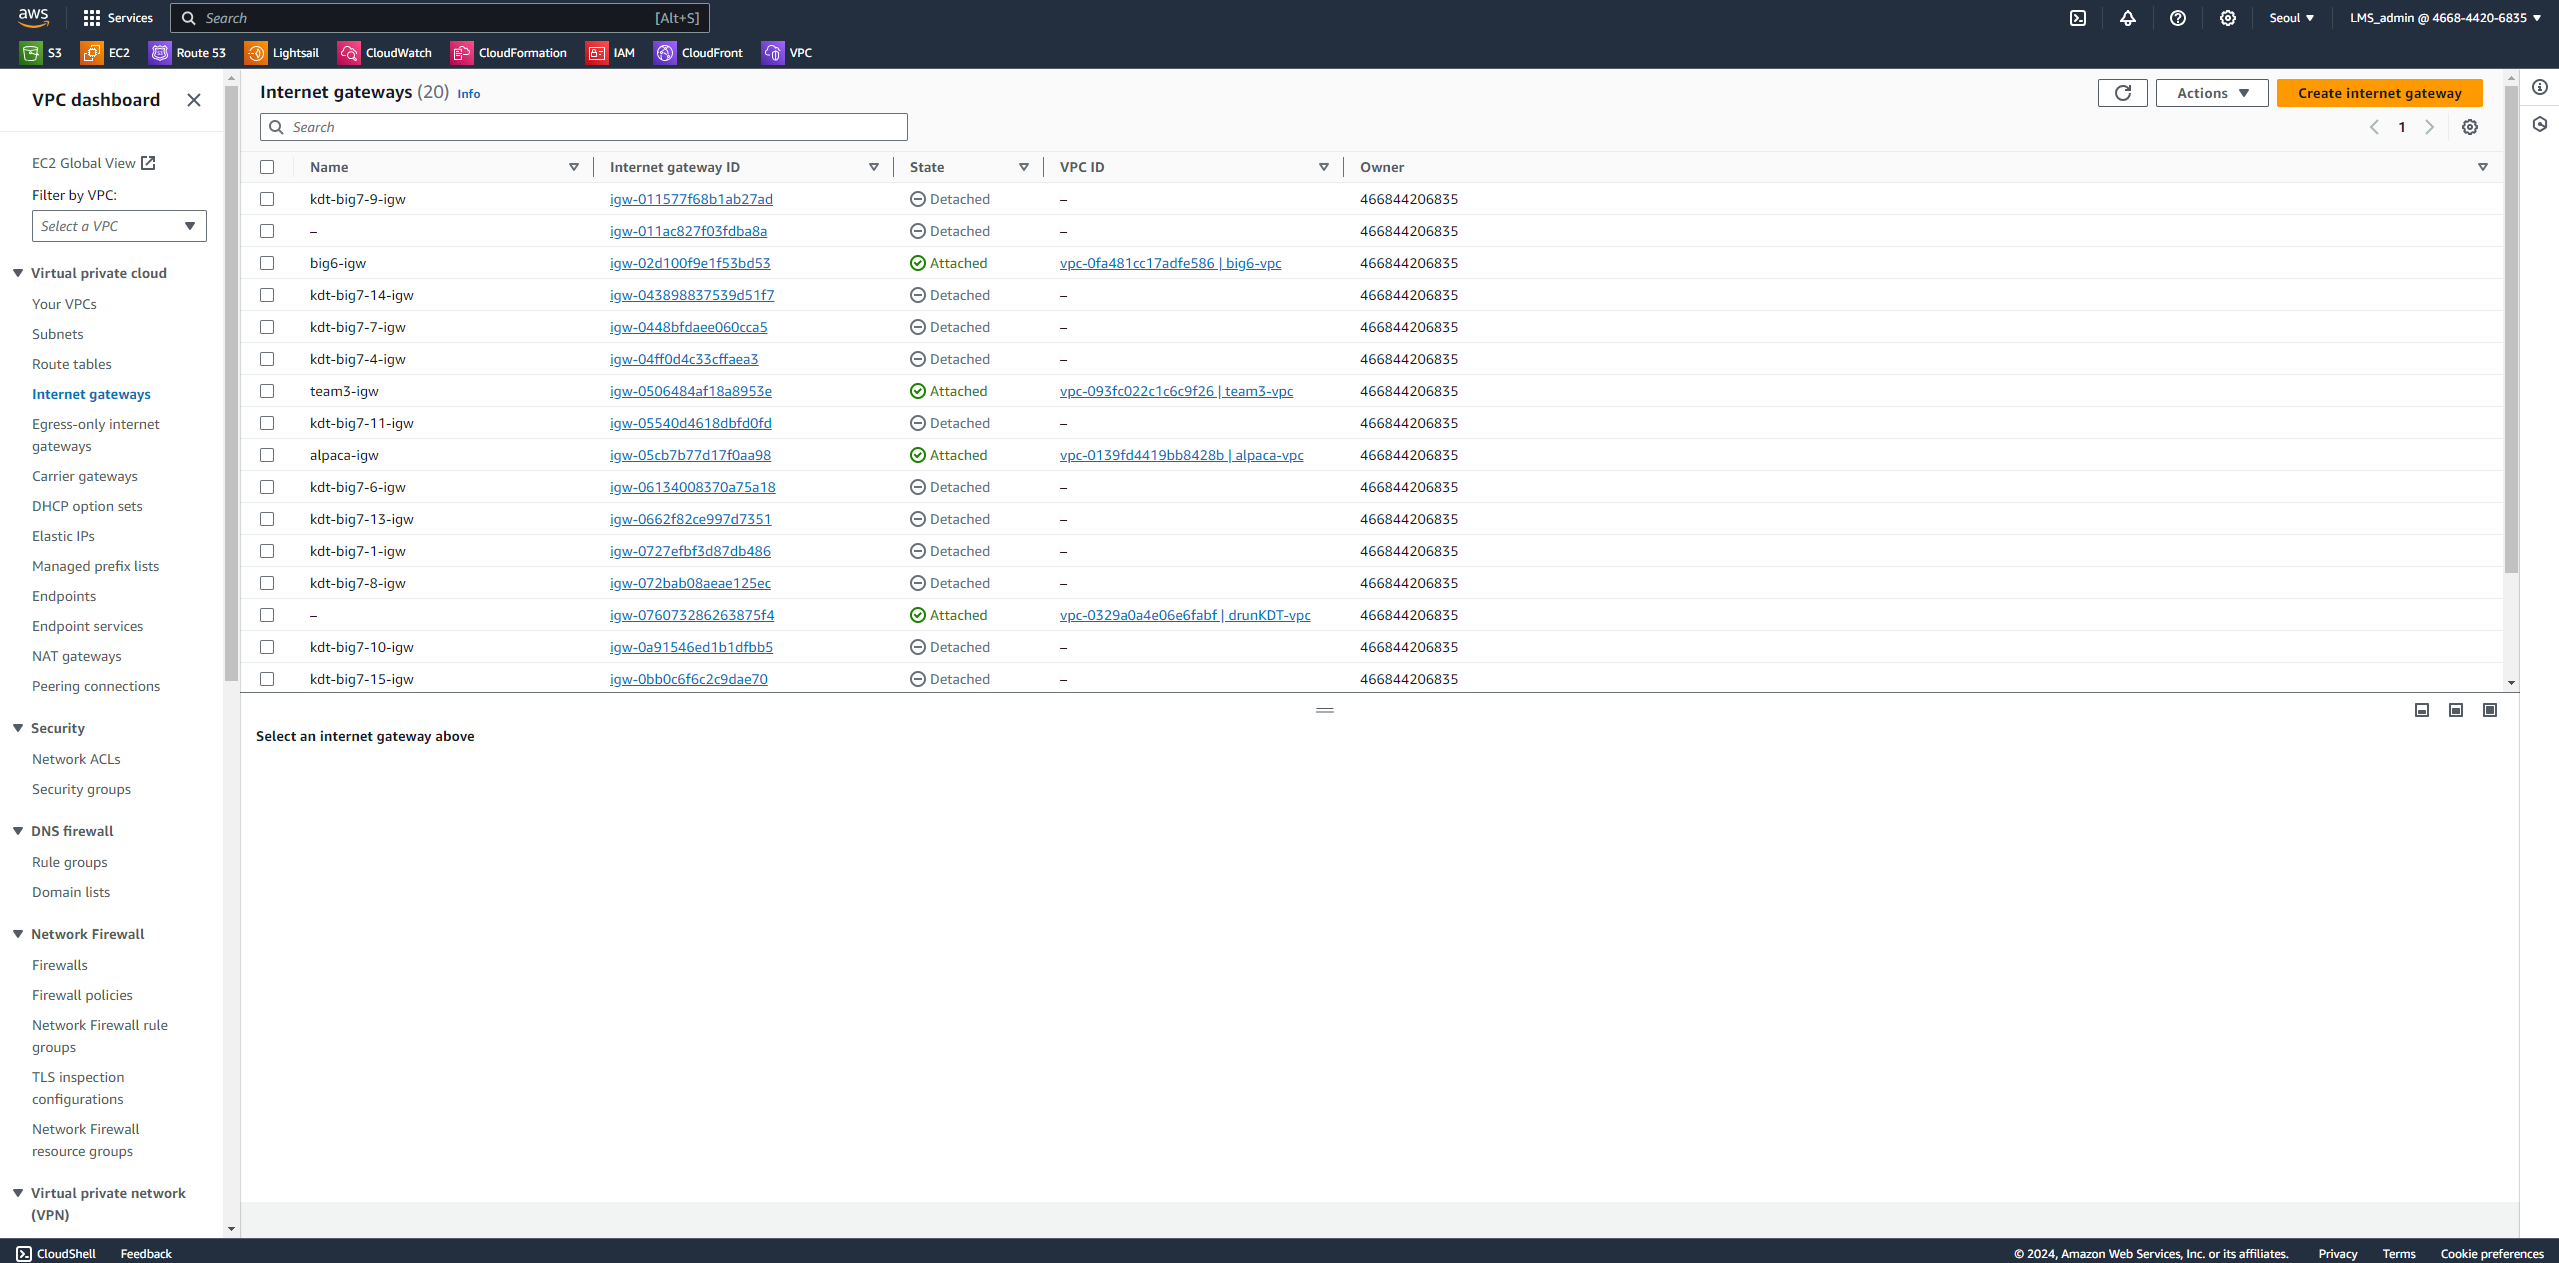 aws Services Search [Alt+S] Seoul LMS_admin @ 4668-4420-6835
S3 EC2 Route 53 Lightsail CloudWatch CloudFormation IAM CloudFront VPC
VPC dashboard
EC2 Global View
Filter by VPC:
Select a VPC
Virtual private cloud
Your VPCs
Subnets
Route tables
Internet gateways
Egress-only internet
gateways
Carrier gateways
DHCP option sets
Elastic IPs
Managed prefix lists
Endpoints
Endpoint services
NAT gateways
Peering connections
Security
Network ACLs
Security groups
DNS firewall
Rule groups
Domain lists
Network Firewall
Firewalls
Firewall policies
Network Firewall rule
groups
TLS inspection
configurations
Network Firewall
resource groups
Virtual private network
(VPN)
Internet gateways (20) Info
Actions Create internet gateway
Search
1
Name Internet gateway ID State VPC ID Owner
kdt-big7-9-igw igw-011577f68b1ab27ad Detached – 466844206835
– igw-011ac827f03fdba8a Detached – 466844206835
big6-igw igw-02d100f9e1f53bd53 Attached vpc-0fa481cc17adfe586 | big6-vpc 466844206835
kdt-big7-14-igw igw-043898837539d51f7 Detached – 466844206835
kdt-big7-7-igw igw-0448bfdaee060cca5 Detached – 466844206835
kdt-big7-4-igw igw-04ff0d4c33cffaea3 Detached – 466844206835
team3-igw igw-0506484af18a8953e Attached vpc-093fc022c1c6c9f26 | team3-vpc 466844206835
kdt-big7-11-igw igw-05540d4618dbfd0fd Detached – 466844206835
alpaca-igw igw-05cb7b77d17f0aa98 Attached vpc-0139fd4419bb8428b | alpaca-vpc 466844206835
kdt-big7-6-igw igw-06134008370a75a18 Detached – 466844206835
kdt-big7-13-igw igw-0662f82ce997d7351 Detached – 466844206835
kdt-big7-1-igw igw-0727efbf3d87db486 Detached – 466844206835
kdt-big7-8-igw igw-072bab08aeae125ec Detached – 466844206835
– igw-076073286263875f4 Attached vpc-0329a0a4e06e6fabf | drunKDT-vpc 466844206835
kdt-big7-10-igw igw-0a91546ed1b1dfbb5 Detached – 466844206835
kdt-big7-15-igw igw-0bb0c6f6c2c9dae70 Detached – 466844206835
Select an internet gateway above
CloudShell Feedback © 2024, Amazon Web Services, Inc. or its affiliates. Privacy Terms Cookie preferences